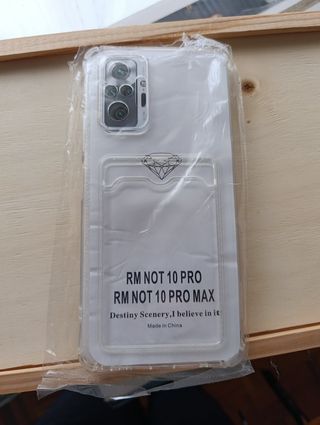 RM NOT 10 PRO
RM NOT 10 PRO MAX
Destiny Scenery,I believe in it
Made in China